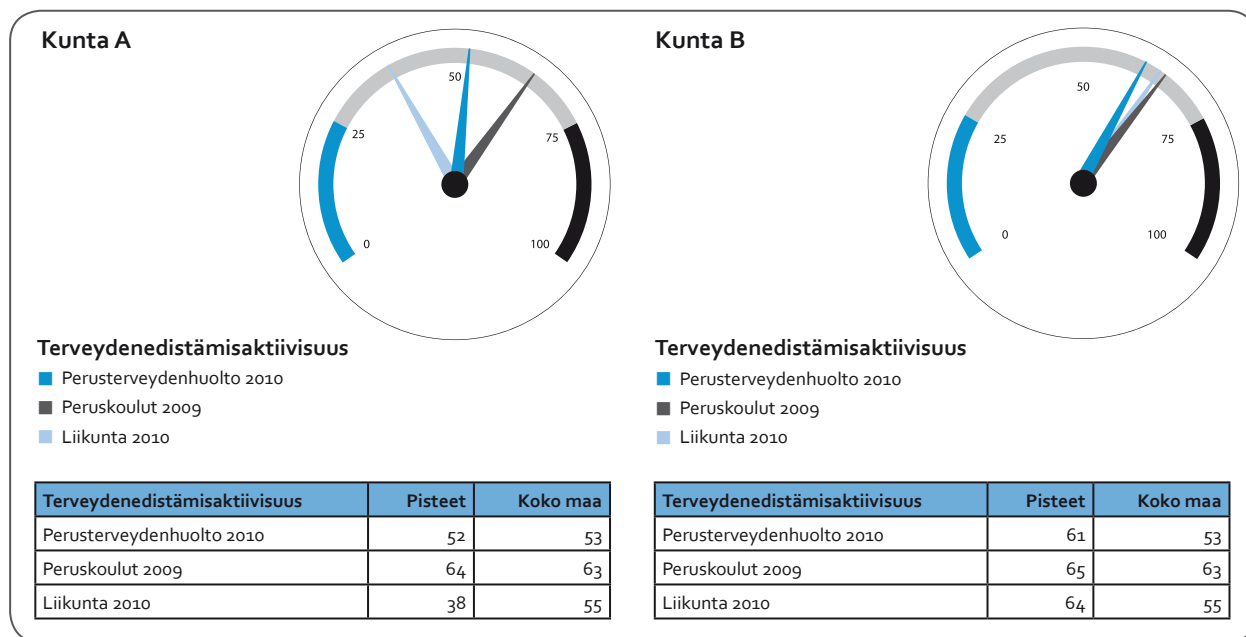 Kunta A
50
25
75
0
100
Terveydenedistämisaktiivisuus
Perusterveydenhuolto 2010
Peruskoulut 2009
Liikunta 2010
Terveydenedistämisaktiivisuus Pisteet Koko maa
Perusterveydenhuolto 2010 52 53
Peruskoulut 2009 64 63
Liikunta 2010 38 55
Kunta B
50
25
75
0
100
Terveydenedistämisaktiivisuus
Perusterveydenhuolto 2010
Peruskoulut 2009
Liikunta 2010
Terveydenedistämisaktiivisuus Pisteet Koko maa
Perusterveydenhuolto 2010 61 53
Peruskoulut 2009 65 63
Liikunta 2010 64 55